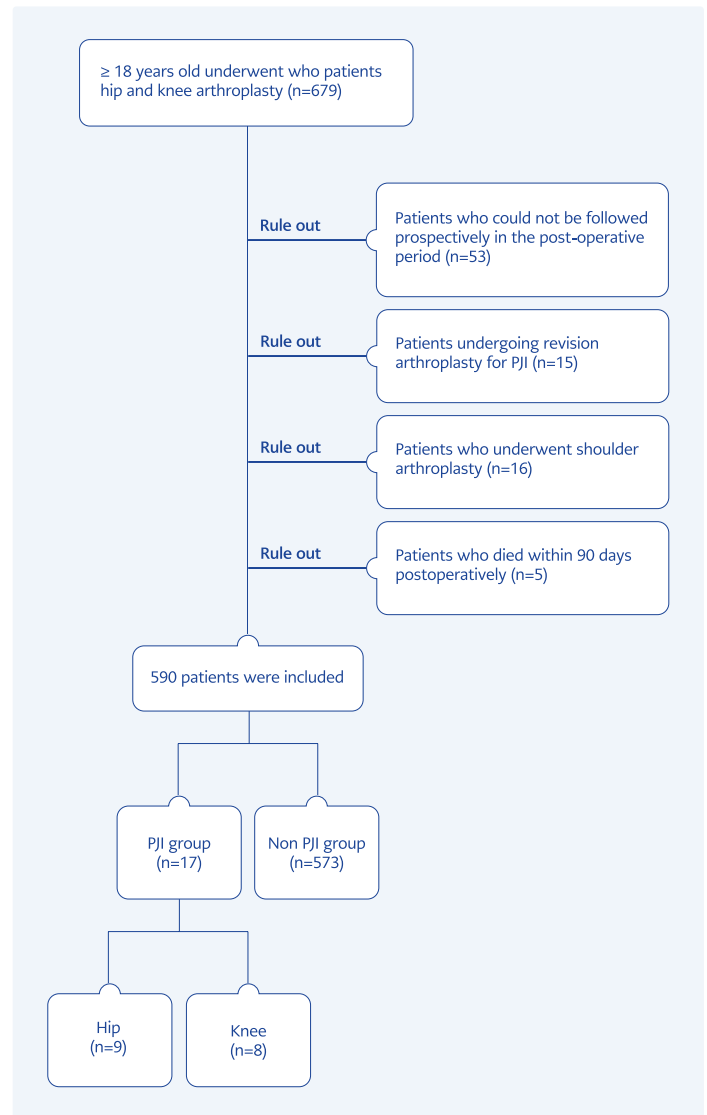 ≥ 18 years old underwent who patients
hip and knee arthroplasty (n=679)
Rule out
Patients who could not be followed
prospectively in the post-operative
period (n=53)
Rule out
Patients undergoing revision
arthroplasty for PJI (n=15)
Rule out
Patients who underwent shoulder
arthroplasty (n=16)
Rule out
Patients who died within 90 days
postoperatively (n=5)
590 patients were included
PJI group
(n=17)
Non PJI group
(n=573)
Hip
(n=9)
Knee
(n=8)